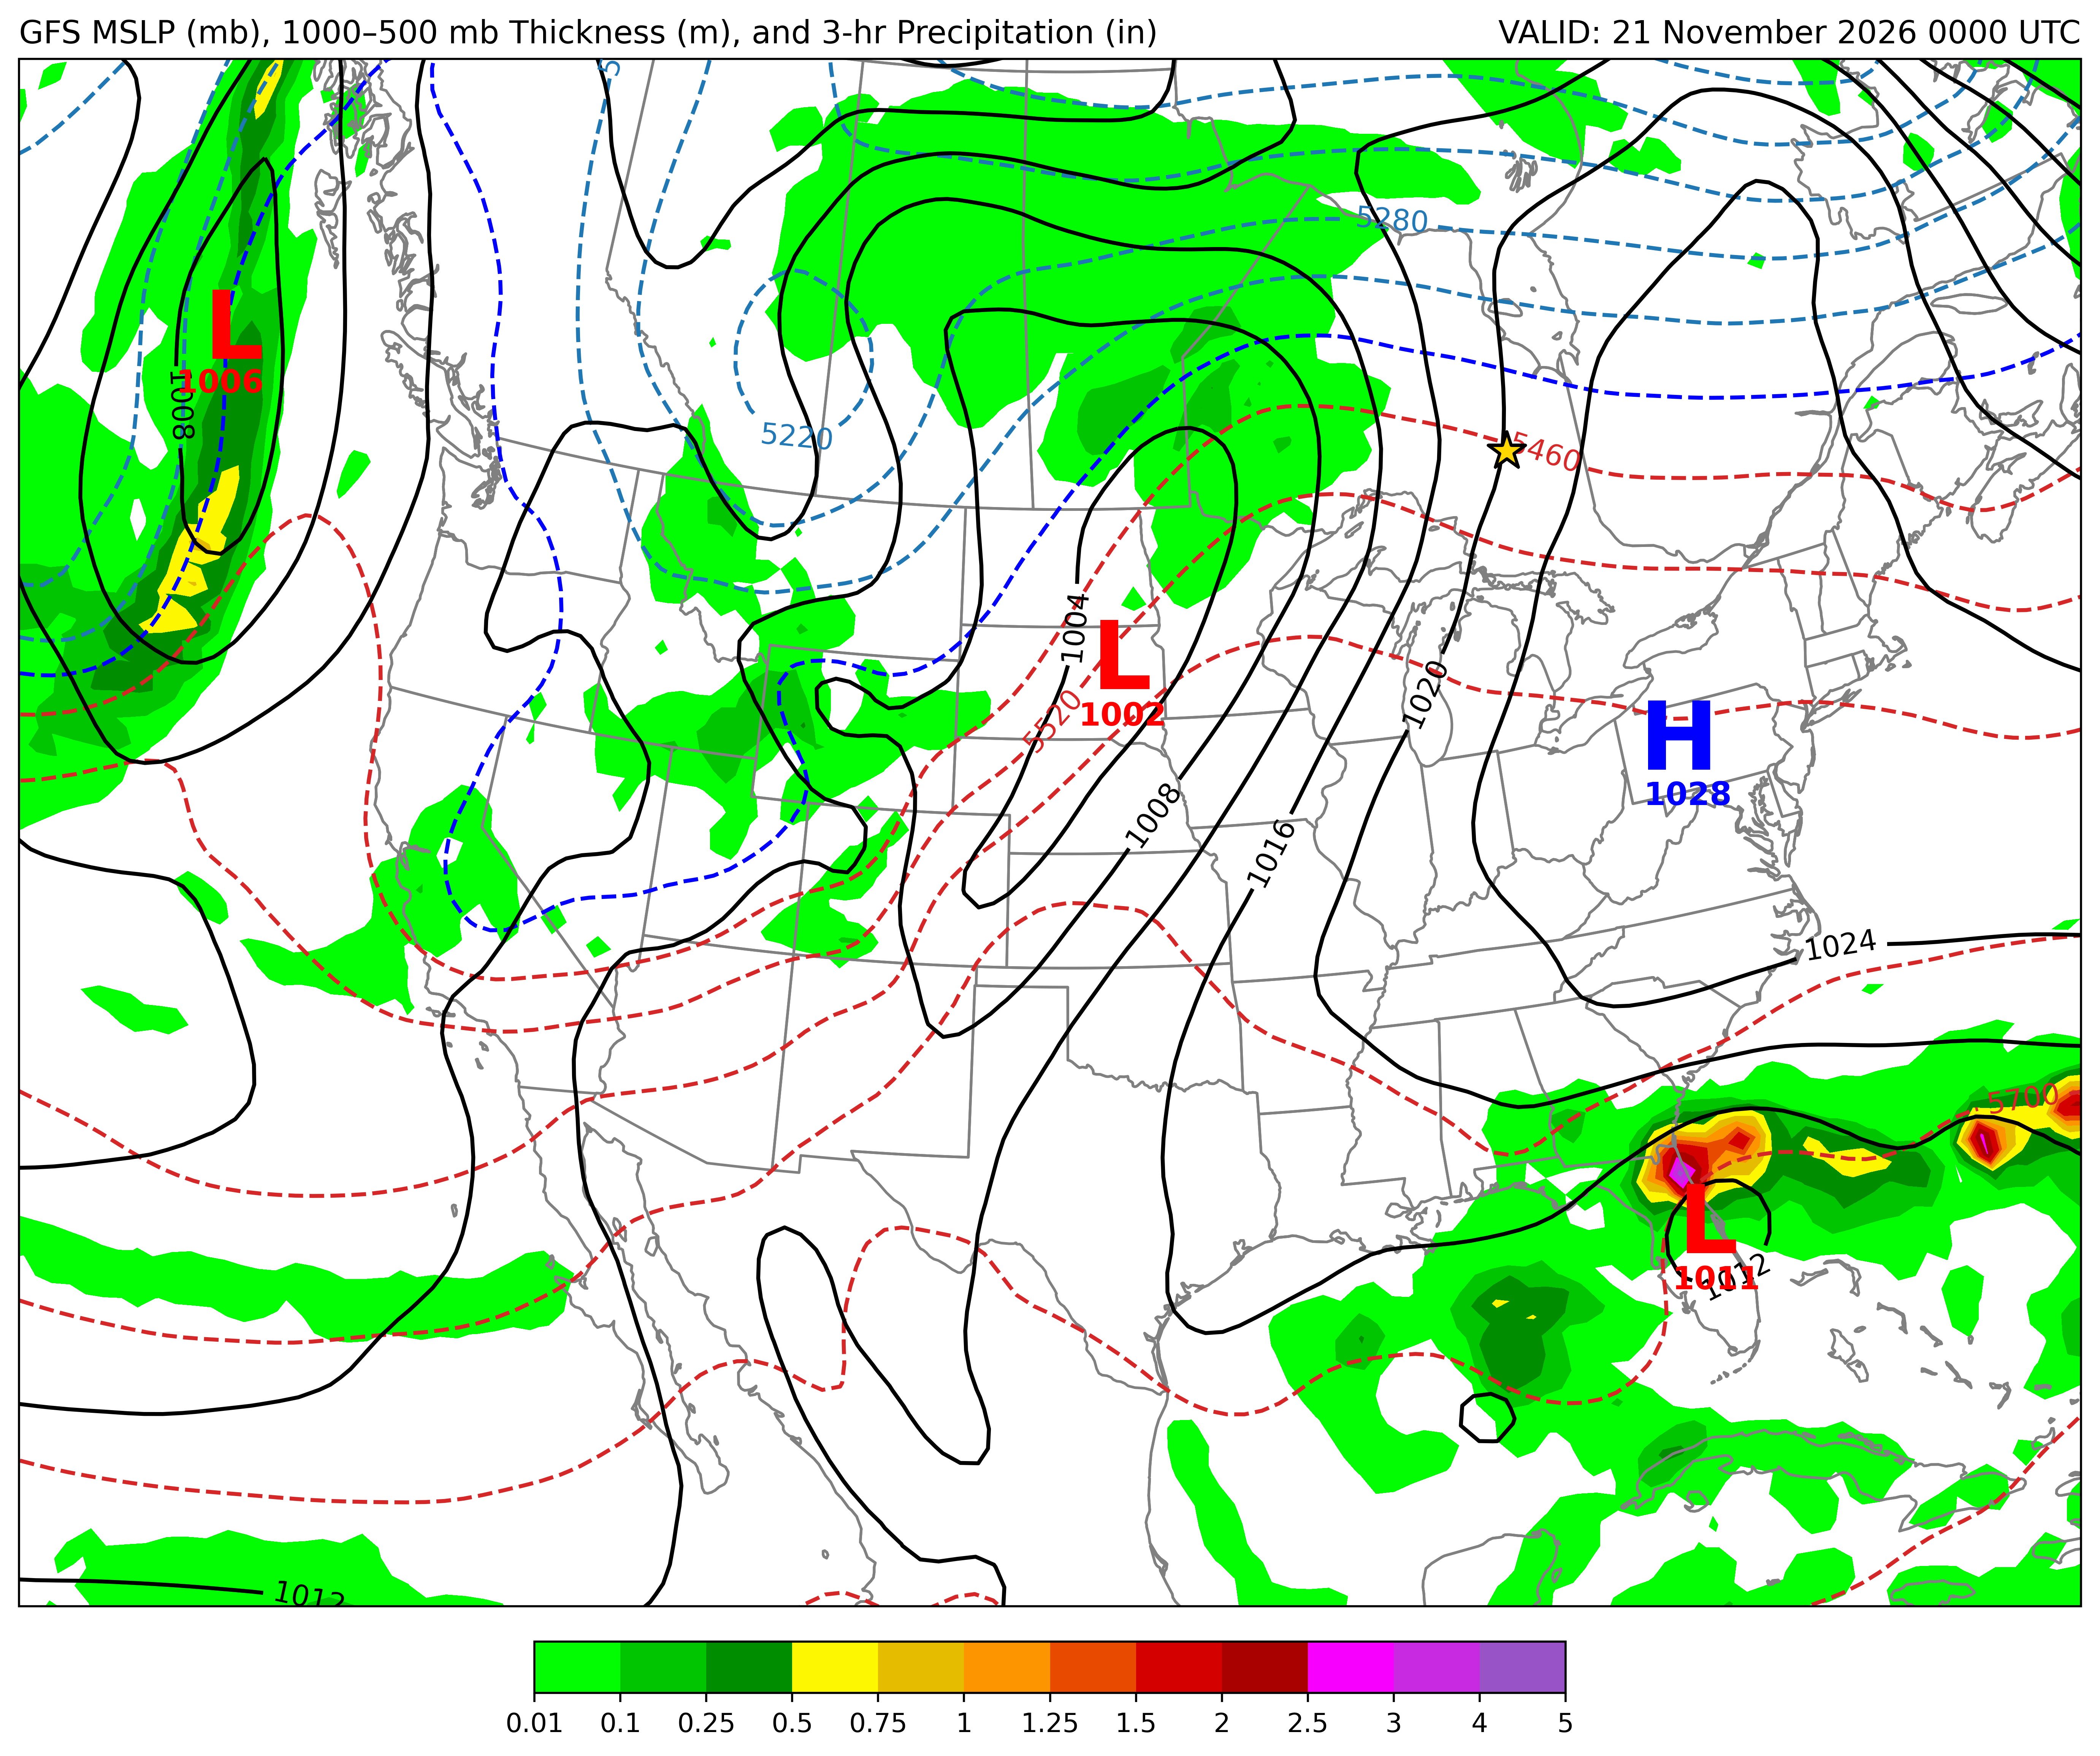 GFS MSLP (mb), 1000–500 mb Thickness (m), and 3-hr Precipitation (in)
VALID: 21 November 2026 0000 UTC
5280
L
1006
1008
5220
5460
1004
L
1002
5520
1020
H
1028
1008
1016
1024
5700
L
1011
1012
1012
0.01 0.1 0.25 0.5 0.75 1 1.25 1.5 2 2.5 3 4 5